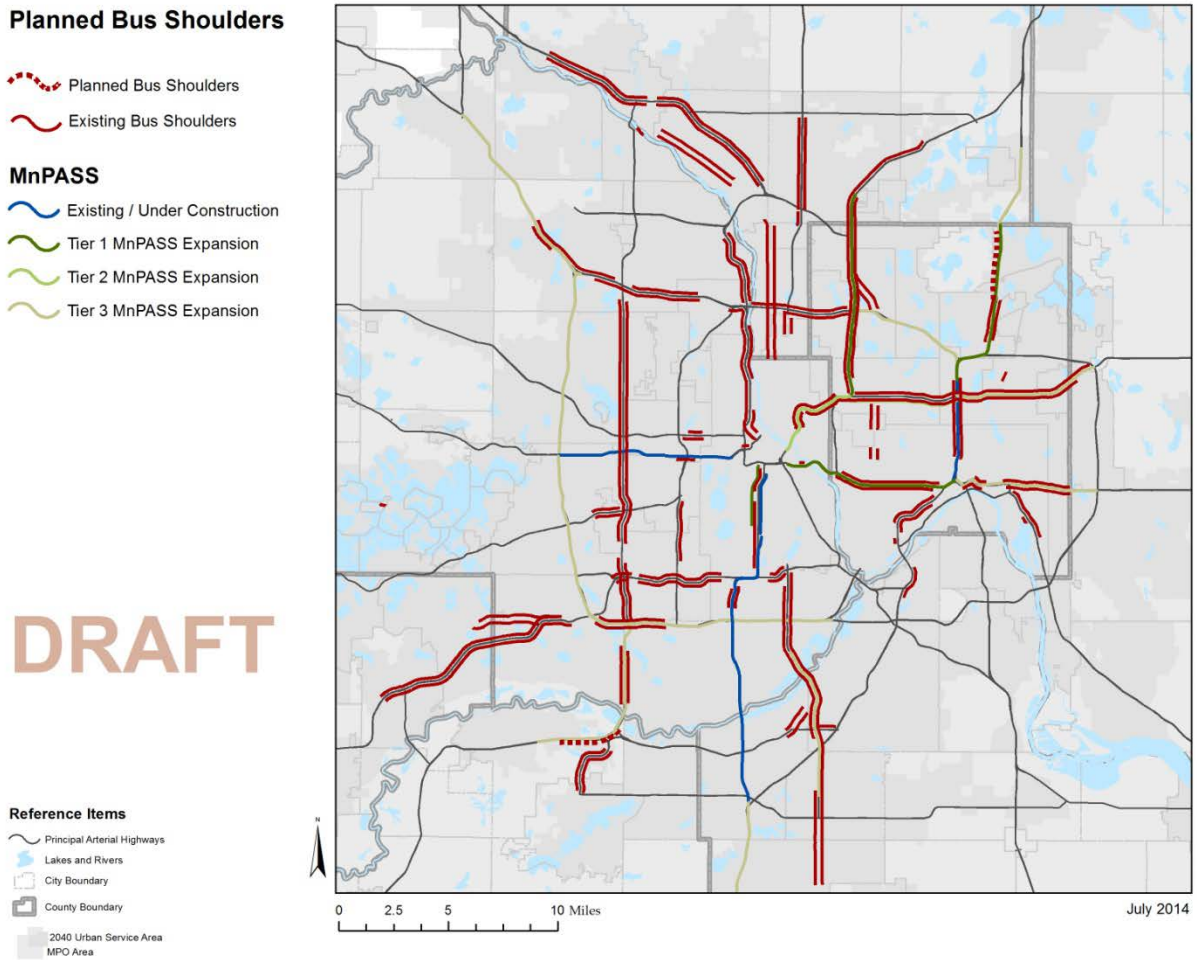 Planned Bus Shoulders
Planned Bus Shoulders
Existing Bus Shoulders
MnPASS
Existing / Under Construction
Tier 1 MnPASS Expansion
Tier 2 MnPASS Expansion
Tier 3 MnPASS Expansion
DRAFT
Reference Items
Principal Arterial Highways
Lakes and Rivers
City Boundary
County Boundary
2040 Urban Service Area
MPO Area
N
0 2.5 5 10 Miles
July 2014